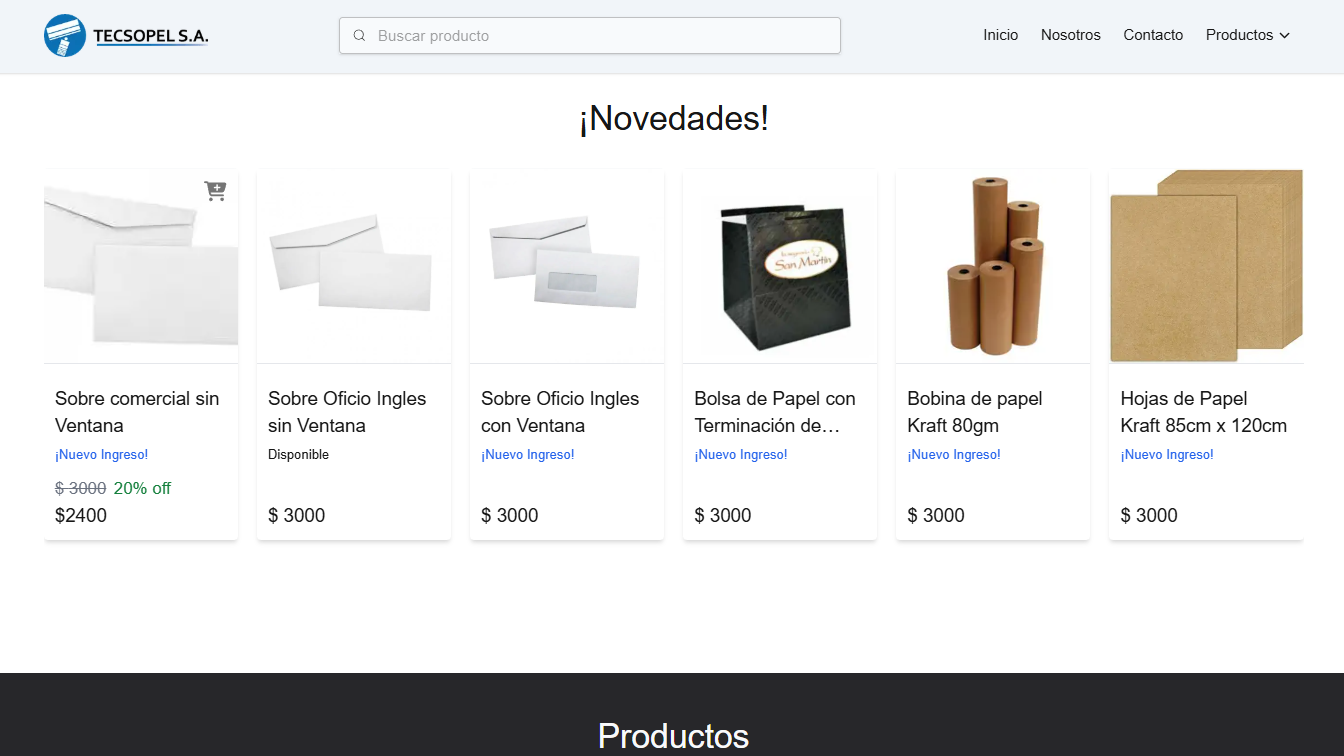 TECSOPEL S.A.
Buscar producto
Inicio
Nosotros
Contacto
Productos
¡Novedades!
Sobre comercial sin
Ventana
¡Nuevo Ingreso!
$ 3000 20% off
$2400
Sobre Oficio Ingles
sin Ventana
Disponible
$ 3000
Sobre Oficio Ingles
con Ventana
¡Nuevo Ingreso!
$ 3000
San Martín
Bolsa de Papel con
Terminación de…
¡Nuevo Ingreso!
$ 3000
Bobina de papel
Kraft 80gm
¡Nuevo Ingreso!
$ 3000
Hojas de Papel
Kraft 85cm x 120cm
¡Nuevo Ingreso!
$ 3000
Productos